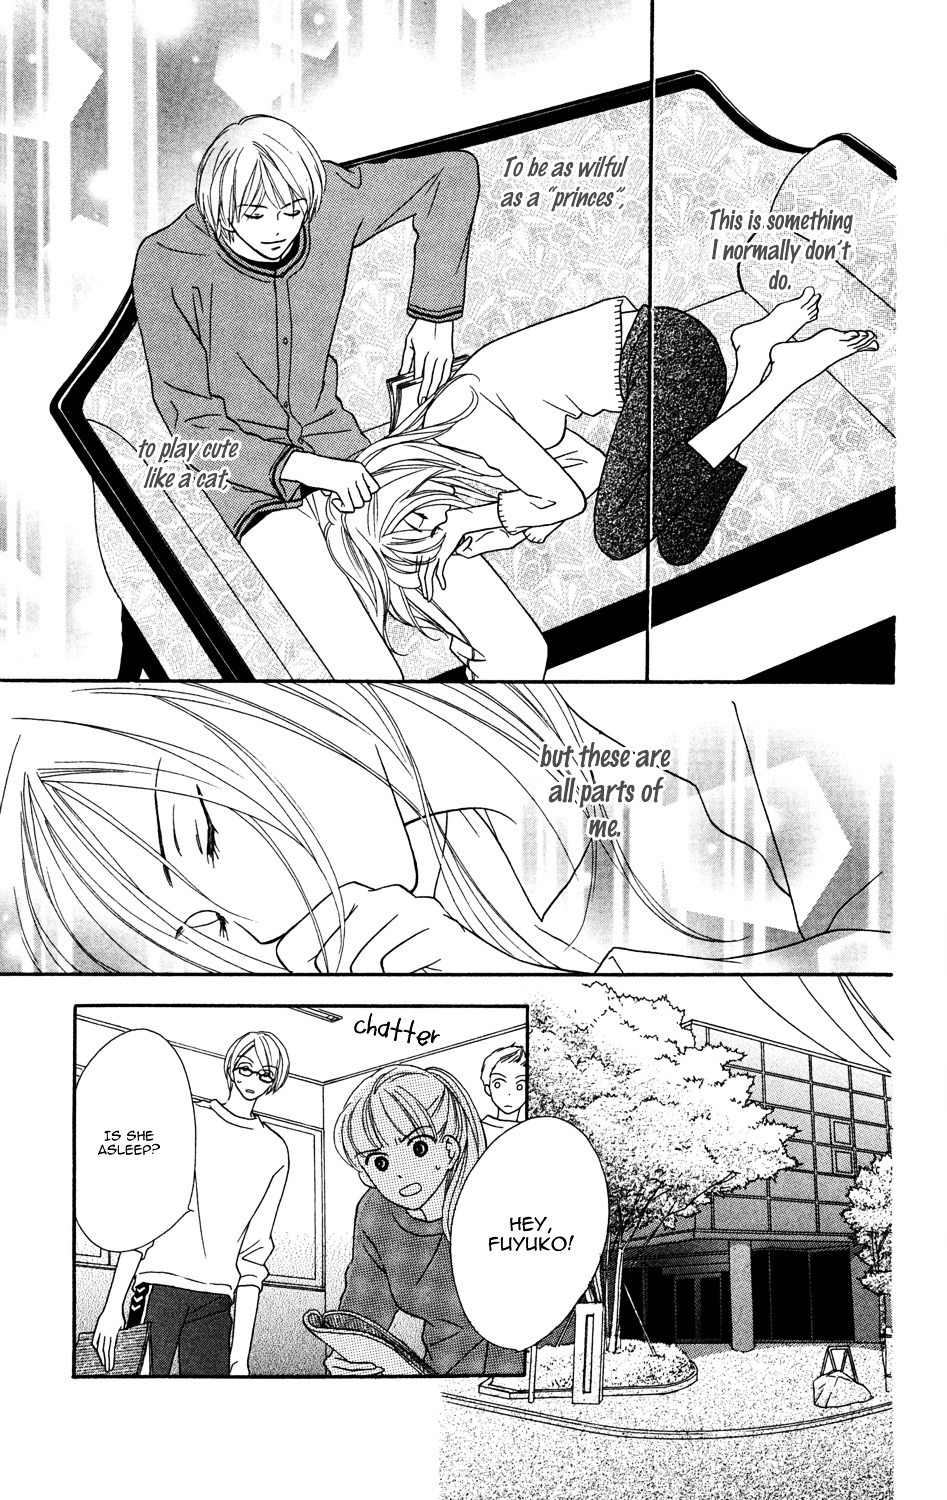 This is something
I normally don't
do.
To be as wilful
as a "princes",
to play cute
like a cat,
but these are
all parts of
me.
HEY,
FUYUKO!
chatter
IS SHE
ASLEEP?